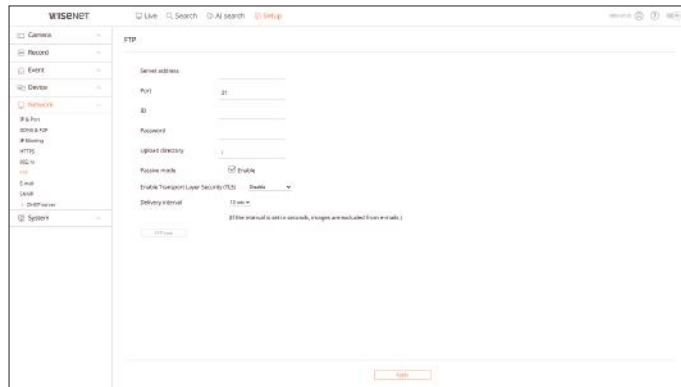 WISENET
Live Search AI search Setup
Camera
Record
Event
Device
Network
IP & Port
DDNS & P2P
IP filtering
HTTPS
802.1x
FTP
E-mail
SNMP
DHCP server
System
FTP
Server address
Port 21
ID
Password
Upload directory /
Passive mode Enable
Enable Transport Layer Security (TLS) Disable
Delivery interval 10 sec
(If the interval is set in seconds, images are excluded from e-mails.)
FTP test
Apply